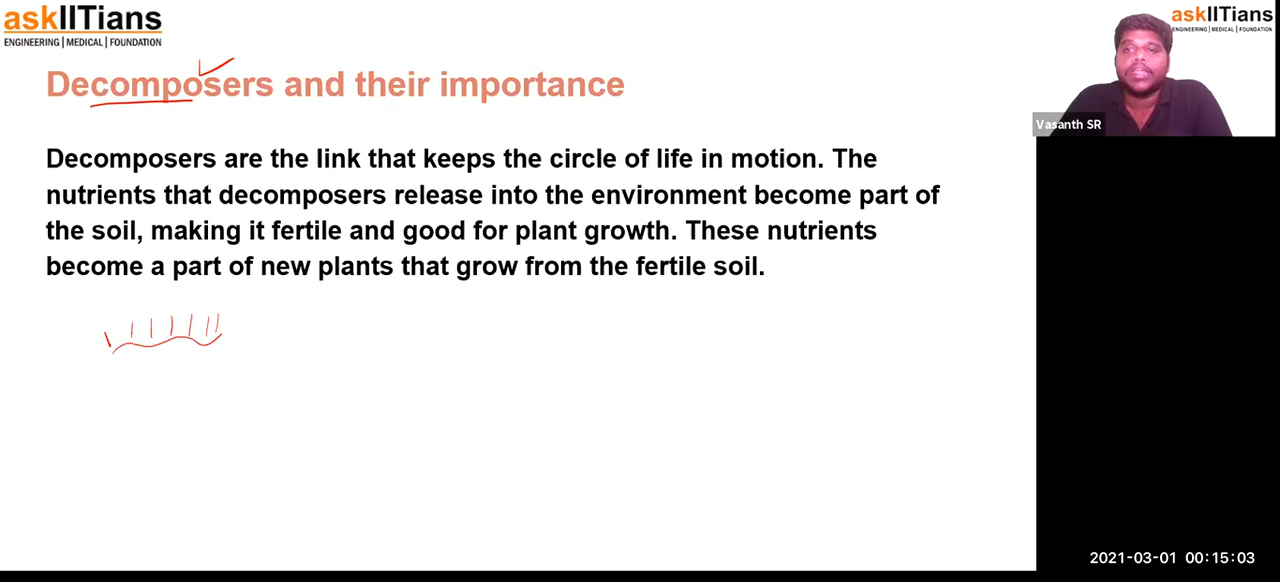 askIITians
ENGINEERING | MEDICAL | FOUNDATION
askIITians
ENGINEERING | MEDICAL | FOUNDATION
Decomposers and their importance
Vasanth SR
Decomposers are the link that keeps the circle of life in motion. The
nutrients that decomposers release into the environment become part of
the soil, making it fertile and good for plant growth. These nutrients
become a part of new plants that grow from the fertile soil.
2021-03-01 00:15:03